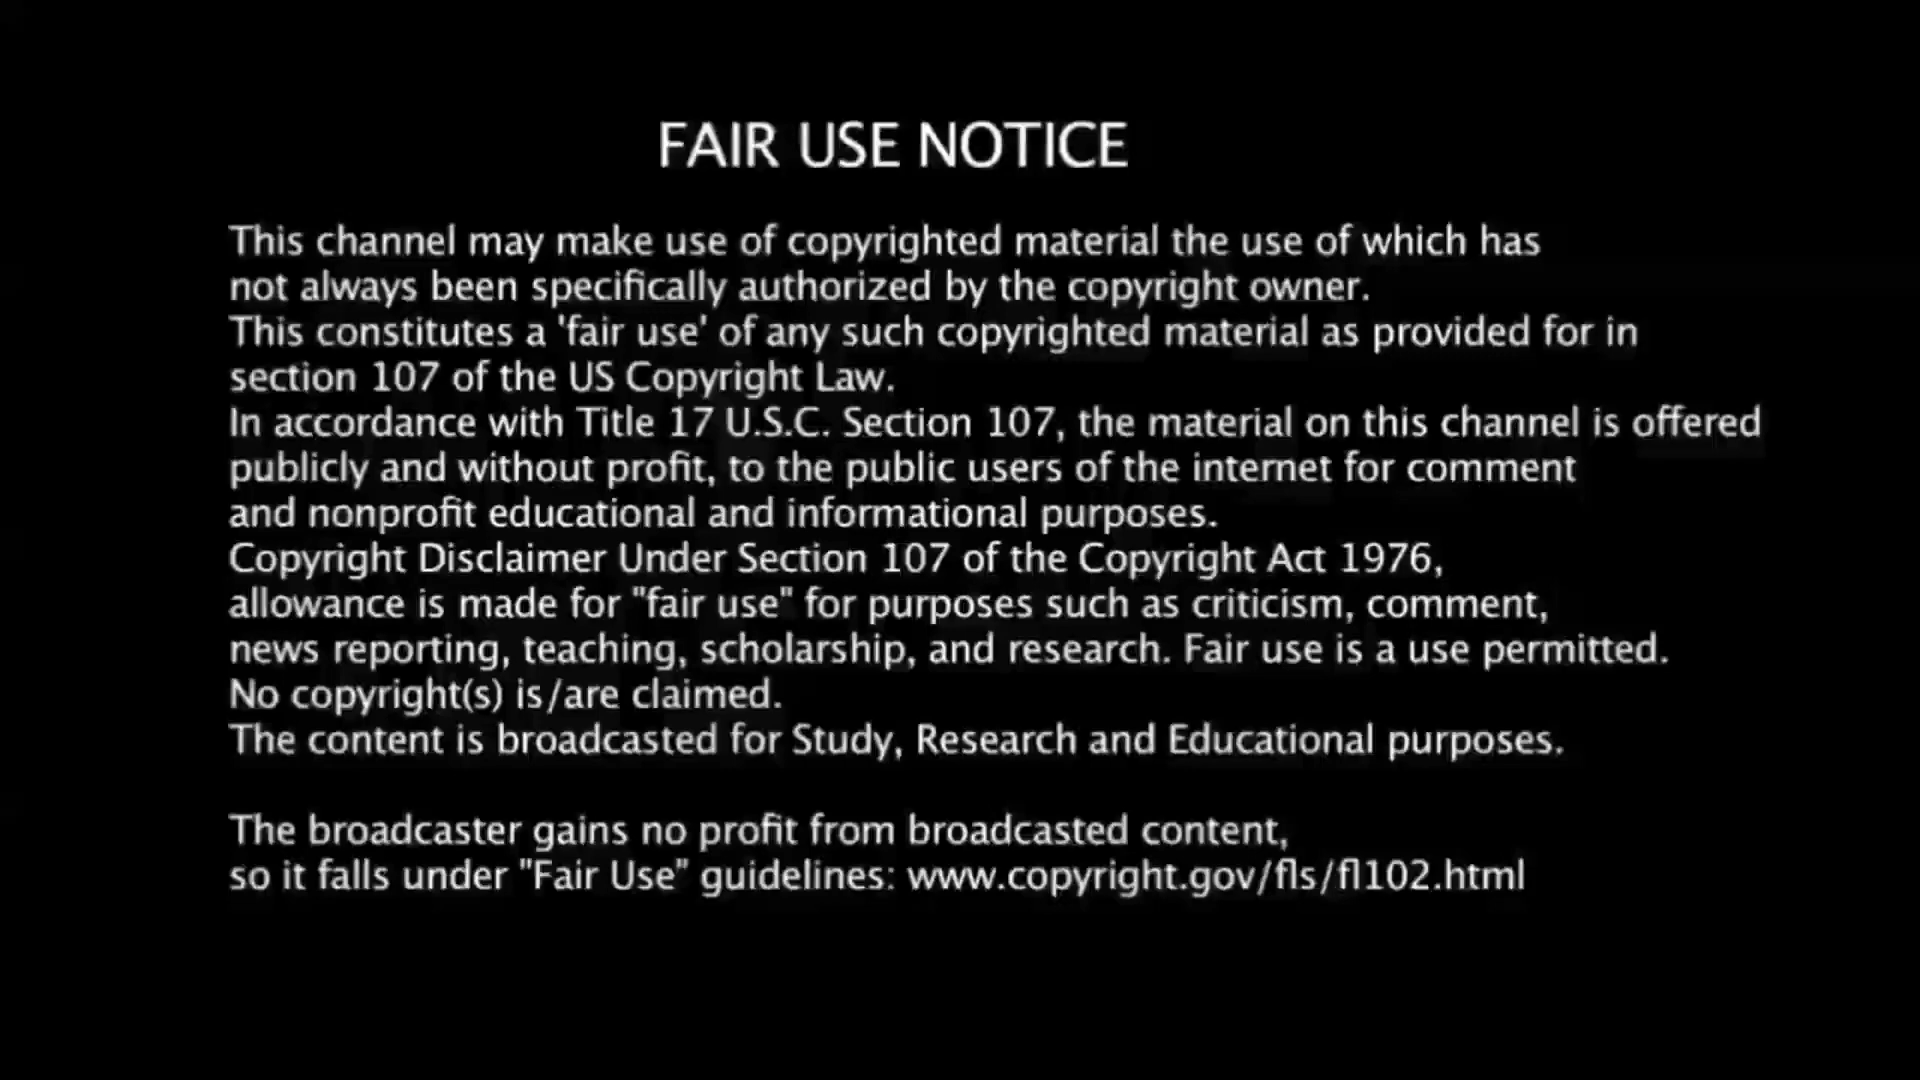 FAIR USE NOTICE
This channel may make use of copyrighted material the use of which has
not always been specifically authorized by the copyright owner.
This constitutes a 'fair use' of any such copyrighted material as provided for in
section 107 of the US Copyright Law.
In accordance with Title 17 U.S.C. Section 107, the material on this channel is offered
publicly and without profit, to the public users of the internet for comment
and nonprofit educational and informational purposes.
Copyright Disclaimer Under Section 107 of the Copyright Act 1976,
allowance is made for "fair use" for purposes such as criticism, comment,
news reporting, teaching, scholarship, and research. Fair use is a use permitted.
No copyright(s) is/are claimed.
The content is broadcasted for Study, Research and Educational purposes.
The broadcaster gains no profit from broadcasted content,
so it falls under "Fair Use" guidelines: www.copyright.gov/fls/fl102.html